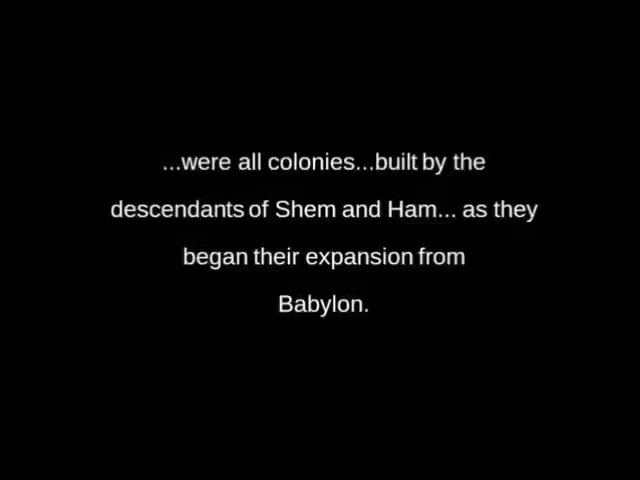 ...were all colonies...built by the
descendants of Shem and Ham... as they
began their expansion from
Babylon.